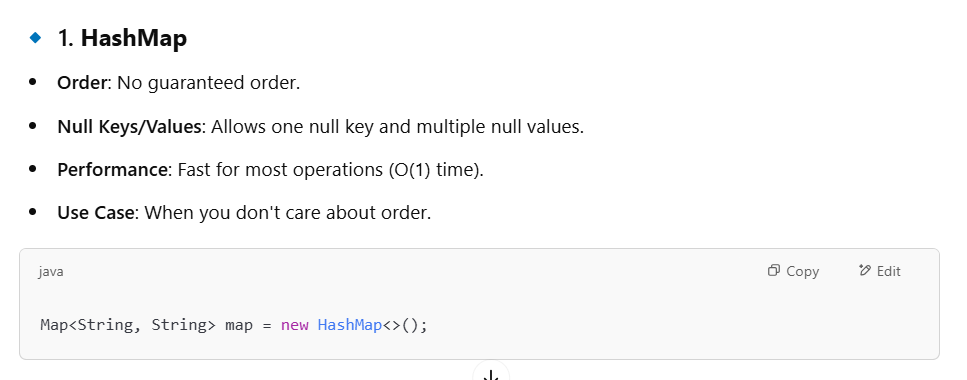 1. HashMap
Order: No guaranteed order.
Null Keys/Values: Allows one null key and multiple null values.
Performance: Fast for most operations (O(1) time).
Use Case: When you don't care about order.
java
Copy
Edit
Map<String, String> map = new HashMap<>();